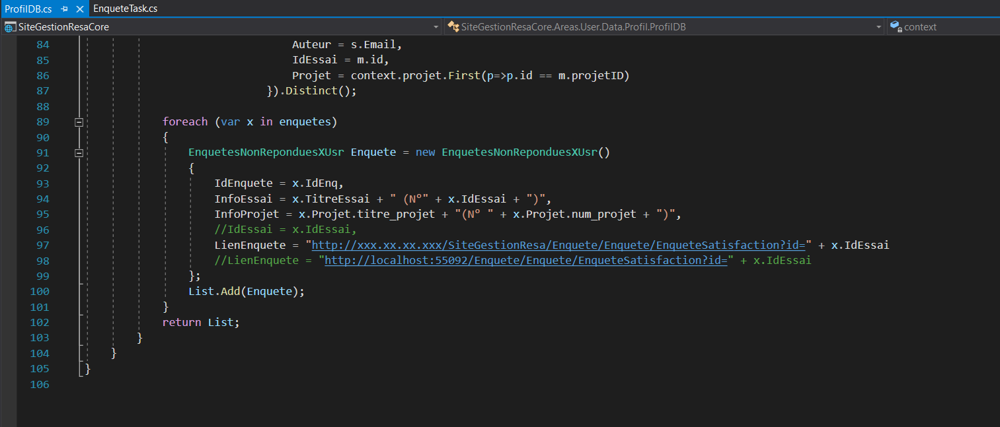 ProfilDB.cs EnqueteTask.cs
SiteGestionResaCore SiteGestionResaCore.Areas.User.Data.Profil.ProfilDB context
84 Auteur = s.Email,
85 IdEssai = m.id,
86 Projet = context.projet.First(p=>p.id == m.projetID)
87 }).Distinct();
88
89 foreach (var x in enquetes)
90 {
91 EnquetesNonReponduesXUsr Enquete = new EnquetesNonReponduesXUsr()
92 {
93 IdEnquete = x.IdEnq,
94 InfoEssai = x.TitreEssai + " (N°" + x.IdEssai + ")",
95 InfoProjet = x.Projet.titre_projet + "(N° " + x.Projet.num_projet + ")",
96 //IdEssai = x.IdEssai,
97 LienEnquete = "http://xxx.xx.xx.xxx/SiteGestionResa/Enquete/Enquete/EnqueteSatisfaction?id=" + x.IdEssai
98 //LienEnquete = "http://localhost:55092/Enquete/Enquete/EnqueteSatisfaction?id=" + x.IdEssai
99 };
100 List.Add(Enquete);
101 }
102 return List;
103 }
104 }
105 }
106